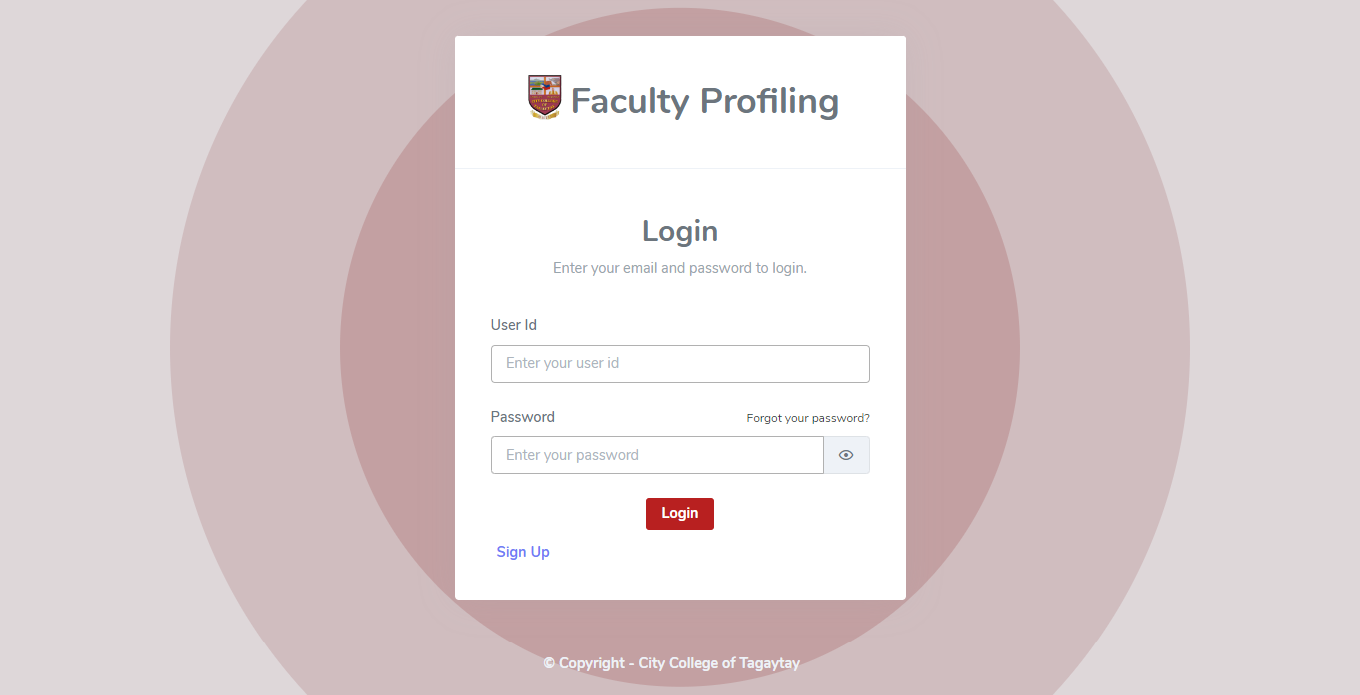 Faculty Profiling
Login
Enter your email and password to login.
User Id
Enter your user id
Password
Forgot your password?
Enter your password
Login
Sign Up
© Copyright - City College of Tagaytay